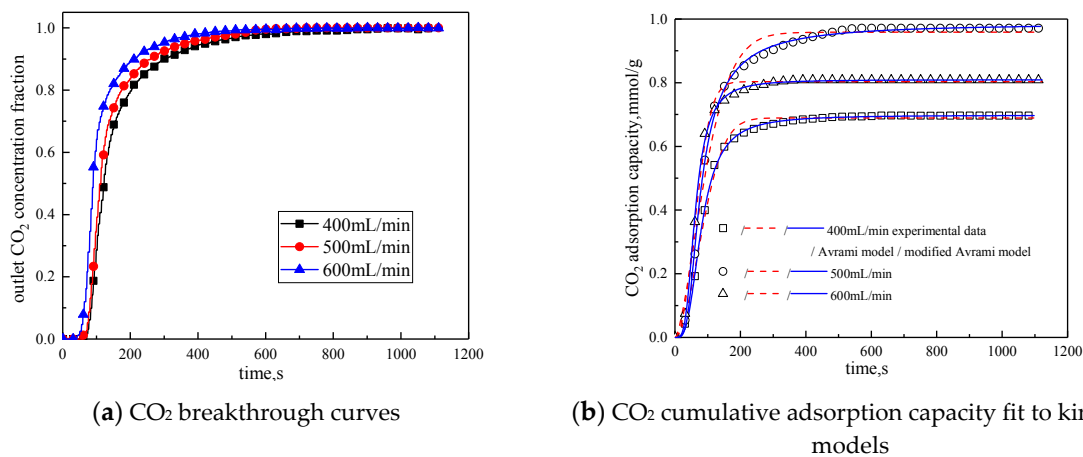 1.0
0.8
0.6
0.4
0.2
0.0
0 200 400 600 800 1000 1200
outlet CO₂ concentration fraction
time,s
400mL/min
500mL/min
600mL/min
(a) CO₂ breakthrough curves
1.0
0.8
0.6
0.4
0.2
0.0
0 200 400 600 800 1000 1200
CO₂ adsorption capacity,mmol/g
time,s
/ / 400mL/min experimental data
/ Avrami model / modified Avrami model
/ / 500mL/min
/ / 600mL/min
(b) CO₂ cumulative adsorption capacity fit to kin
models